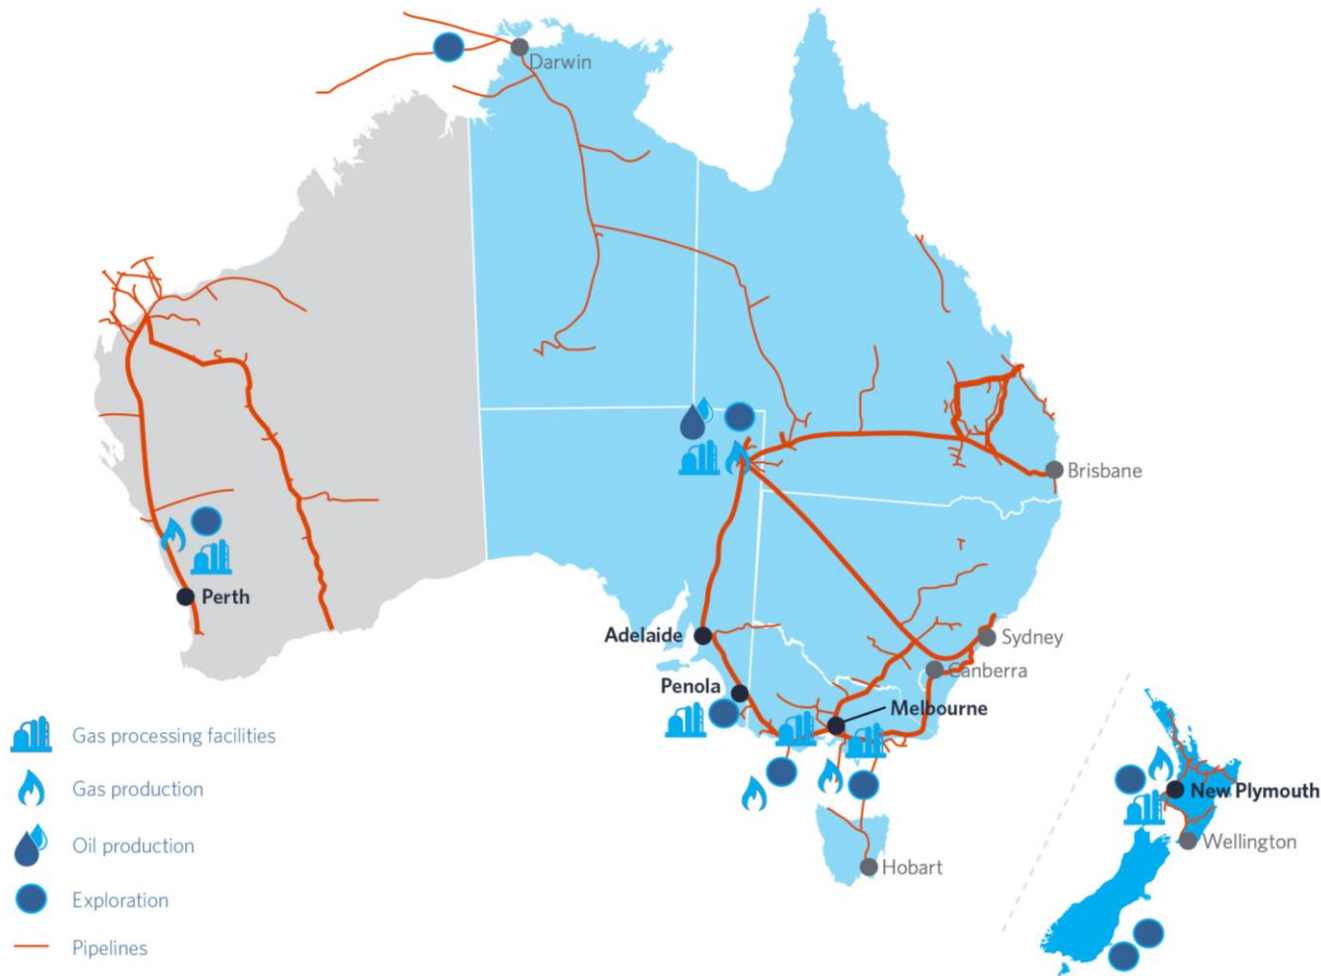 Darwin
Brisbane
Perth
Adelaide
Sydney
Canberra
Penola
Melbourne
Gas processing facilities
Gas production
New Plymouth
Oil production
Wellington
Hobart
Exploration
Pipelines